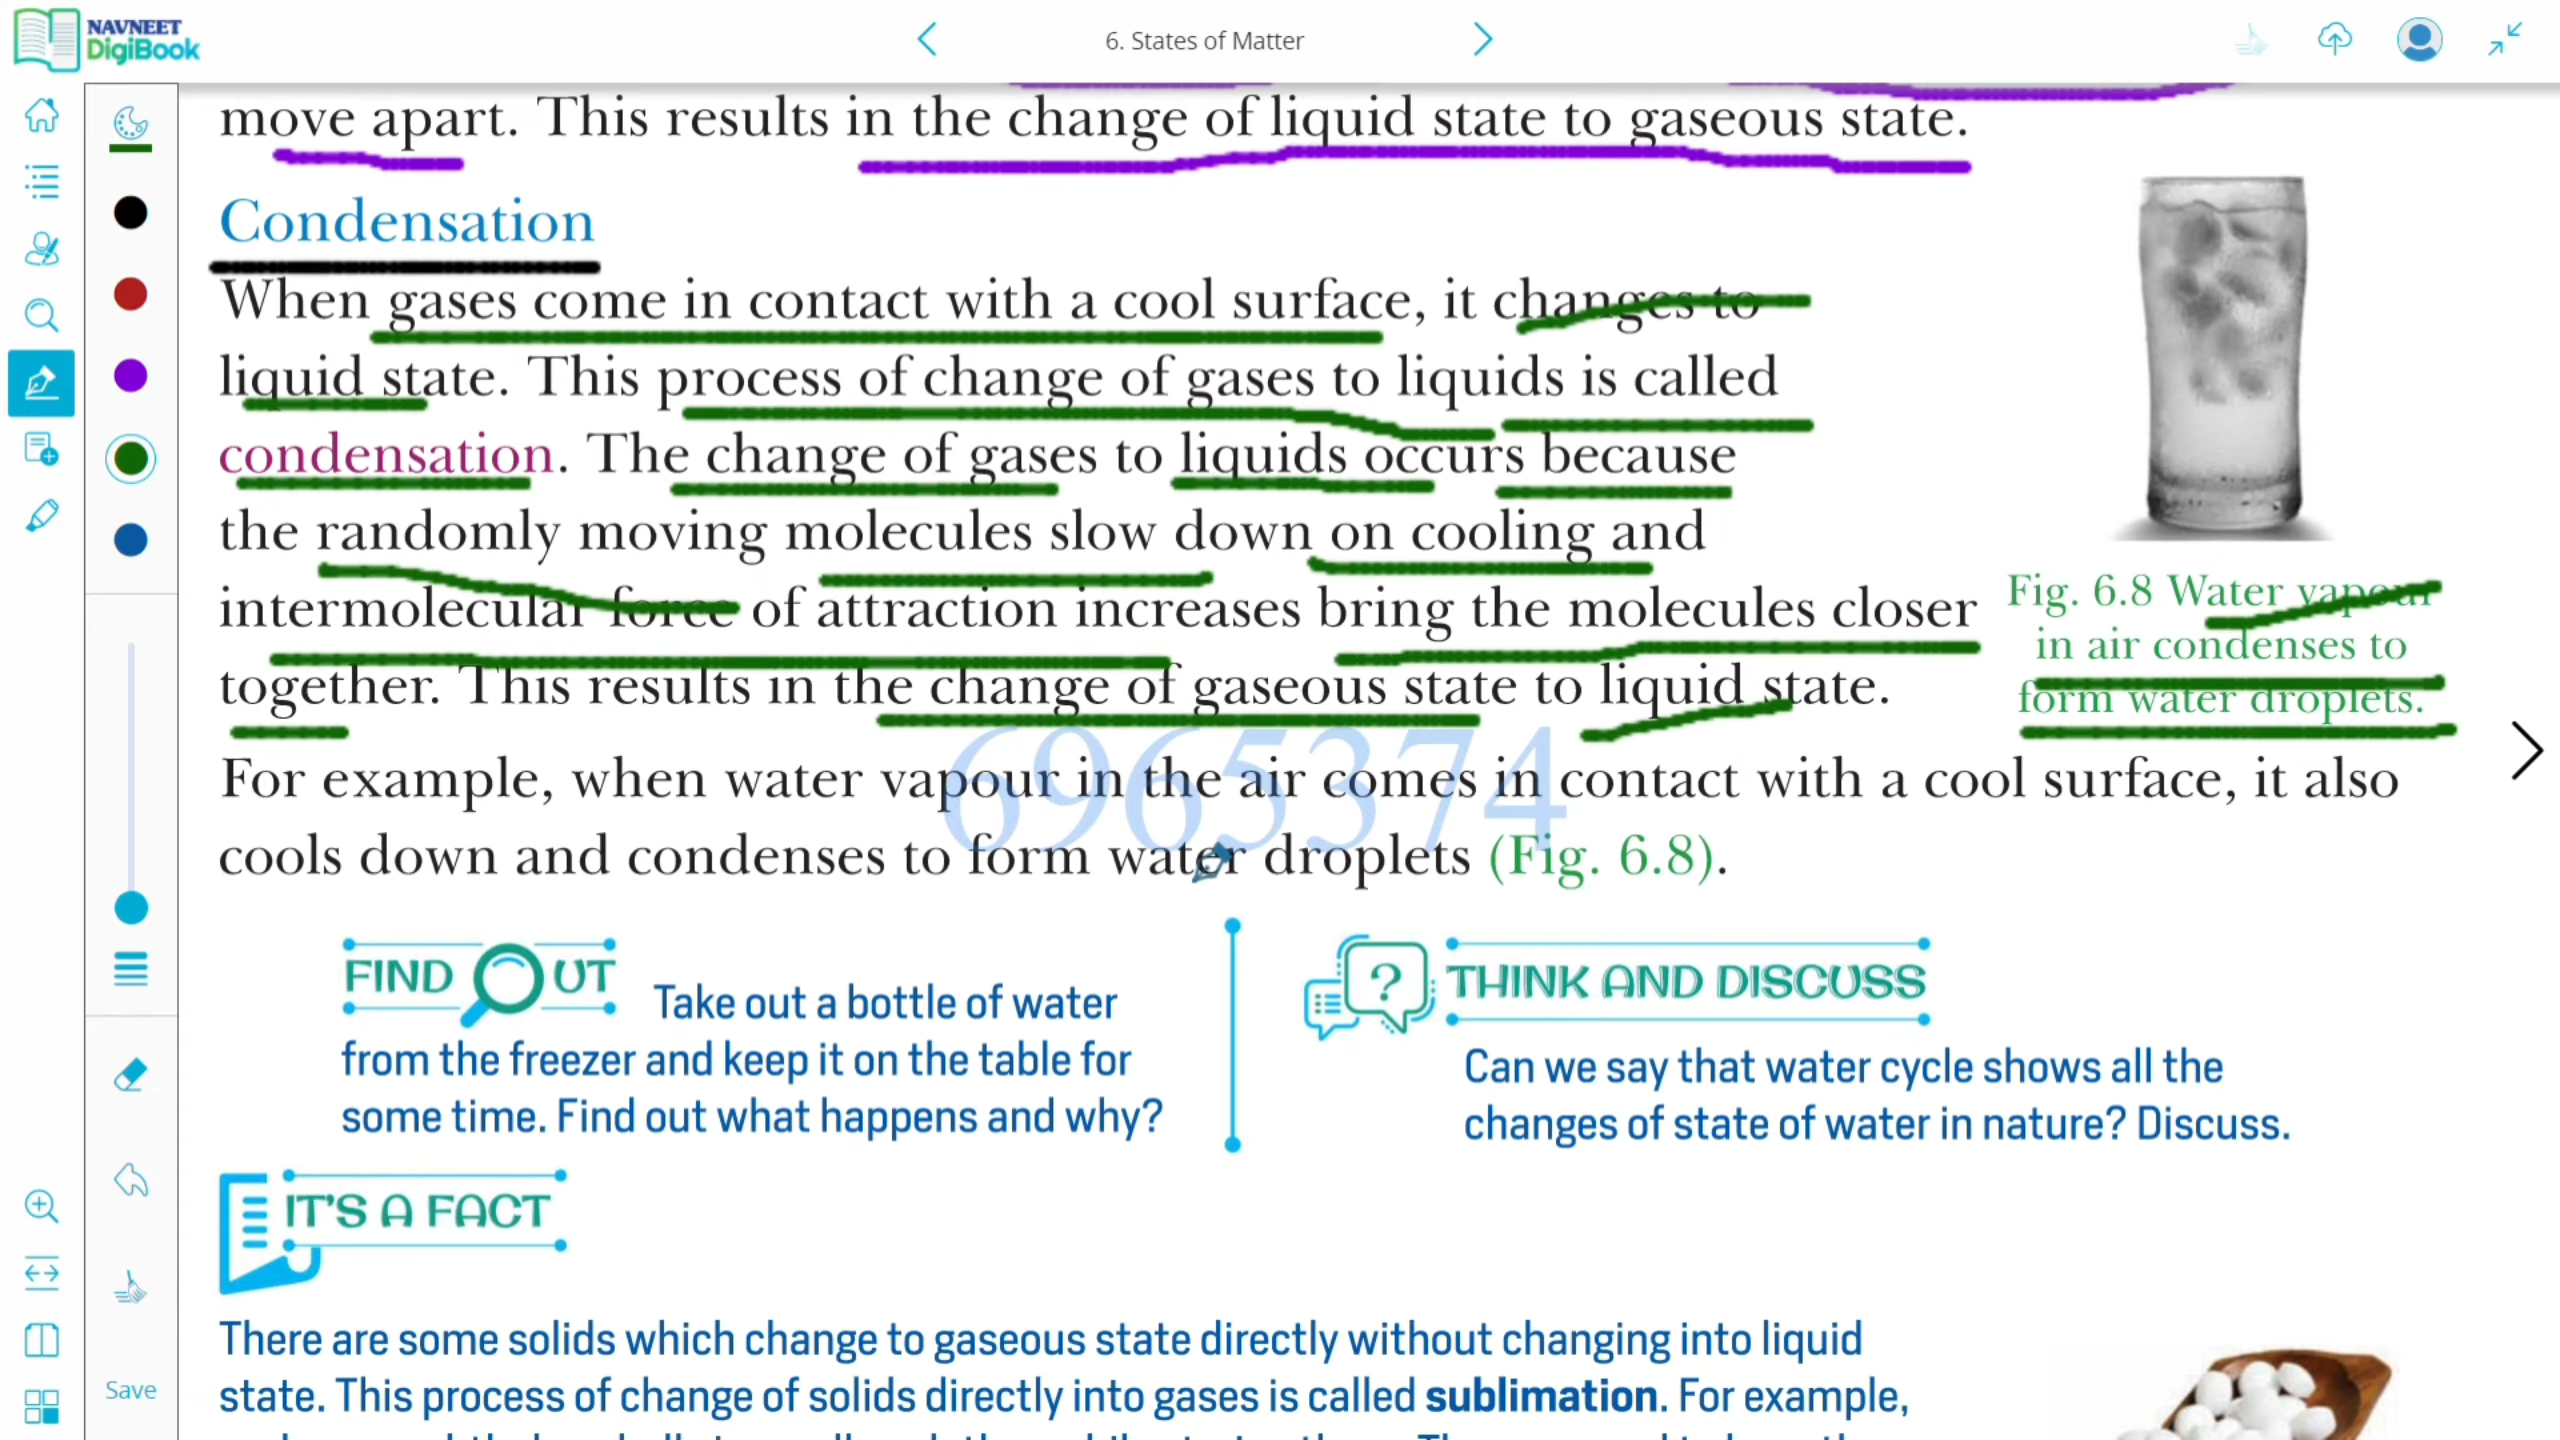 NAVNEET
DigiBook
6. States of Matter
move apart. This results in the change of liquid state to gaseous state.
Condensation
When gases come in contact with a cool surface, it changes to
liquid state. This process of change of gases to liquids is called
condensation. The change of gases to liquids occurs because
the randomly moving molecules slow down on cooling and
intermolecular force of attraction increases bring the molecules closer
together. This results in the change of gaseous state to liquid state.
Fig. 6.8 Water vapour
in air condenses to
form water droplets.
6965374
For example, when water vapour in the air comes in contact with a cool surface, it also
cools down and condenses to form water droplets (Fig. 6.8).
FIND OUT Take out a bottle of water
from the freezer and keep it on the table for
some time. Find out what happens and why?
? THINK AND DISCUSS
Can we say that water cycle shows all the
changes of state of water in nature? Discuss.
IT'S A FACT
There are some solids which change to gaseous state directly without changing into liquid
state. This process of change of solids directly into gases is called sublimation. For example,
Save